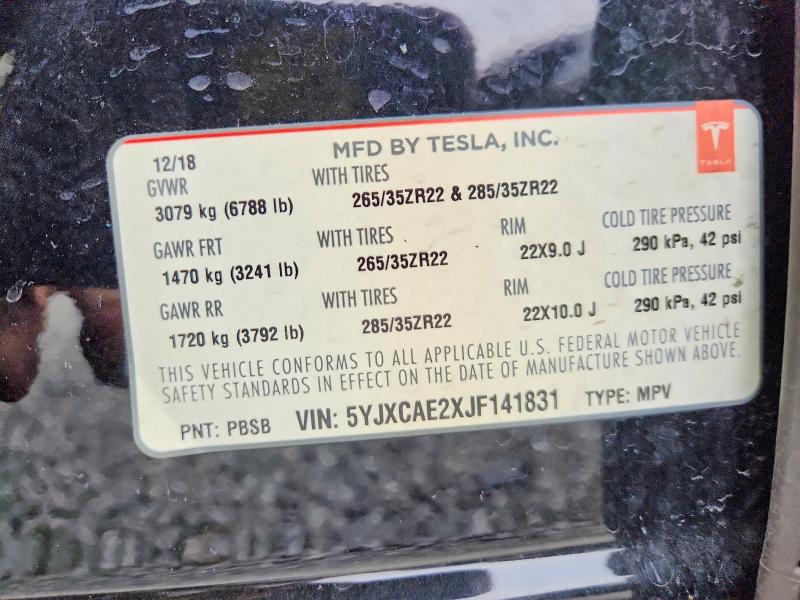 MFD BY TESLA, INC.
TESLA
12/18
GVWR WITH TIRES
3079 kg (6788 lb) 265/35ZR22 & 285/35ZR22
GAWR FRT WITH TIRES RIM COLD TIRE PRESSURE
1470 kg (3241 lb) 265/35ZR22 22X9.0 J 290 kPa, 42 psi
GAWR RR WITH TIRES RIM COLD TIRE PRESSURE
1720 kg (3792 lb) 285/35ZR22 22X10.0 J 290 kPa, 42 psi
THIS VEHICLE CONFORMS TO ALL APPLICABLE U.S. FEDERAL MOTOR VEHICLE
SAFETY STANDARDS IN EFFECT ON THE DATE OF MANUFACTURE SHOWN ABOVE.
PNT: PBSB VIN: 5YJXCAE2XJF141831 TYPE: MPV